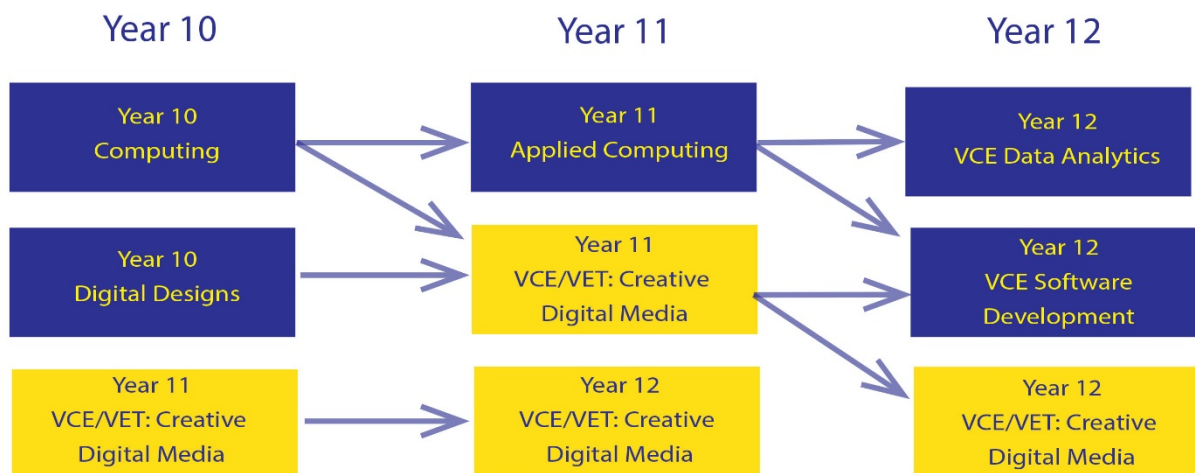 Year 10
Year 11
Year 12
Year 10
Computing
Year 11
Applied Computing
Year 12
VCE Data Analytics
Year 10
Digital Designs
Year 11
VCE/VET: Creative
Digital Media
Year 12
VCE Software
Development
Year 11
VCE/VET: Creative
Digital Media
Year 12
VCE/VET: Creative
Digital Media
Year 12
VCE/VET: Creative
Digital Media